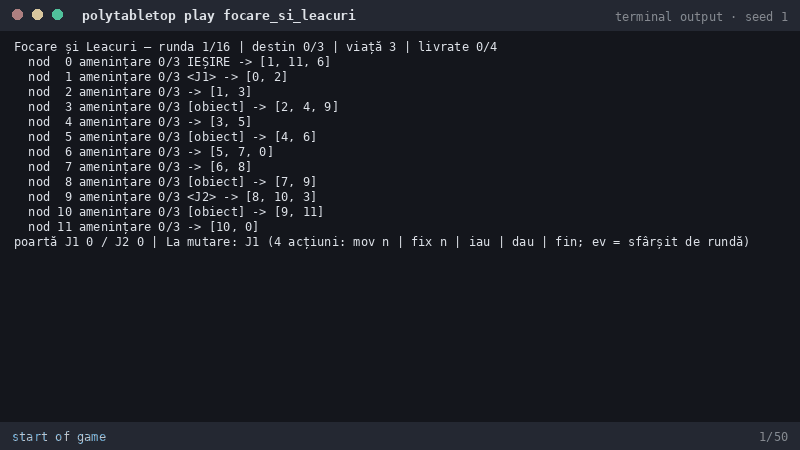 polytabletop play focare_si_leacuri
terminal output · seed 1
Focare și Leacuri — runda 1/16 | destin 0/3 | viață 3 | livrate 0/4
nod 0 amenințare 0/3 IEȘIRE -> [1, 11, 6]
nod 1 amenințare 0/3 <J1> -> [0, 2]
nod 2 amenințare 0/3 -> [1, 3]
nod 3 amenințare 0/3 [obiect] -> [2, 4, 9]
nod 4 amenințare 0/3 -> [3, 5]
nod 5 amenințare 0/3 [obiect] -> [4, 6]
nod 6 amenințare 0/3 -> [5, 7, 0]
nod 7 amenințare 0/3 -> [6, 8]
nod 8 amenințare 0/3 [obiect] -> [7, 9]
nod 9 amenințare 0/3 <J2> -> [8, 10, 3]
nod 10 amenințare 0/3 [obiect] -> [9, 11]
nod 11 amenințare 0/3 -> [10, 0]
poartă J1 0 / J2 0 | La mutare: J1 (4 acțiuni: mov n | fix n | iau | dau | fin; ev = sfârșit de rundă)
start of game
1/50